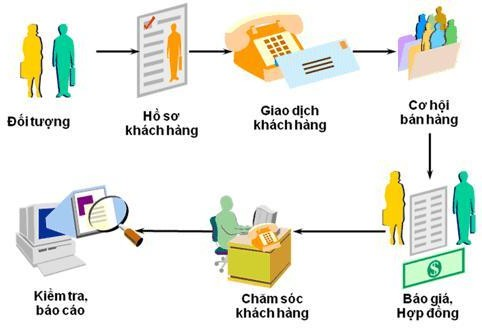 Đối tượng
Hồ sơ
khách hàng
Giao dịch
khách hàng
Cơ hội
bán hàng
Kiểm tra,
báo cáo
Chăm sóc
khách hàng
Báo giá,
Hợp đồng